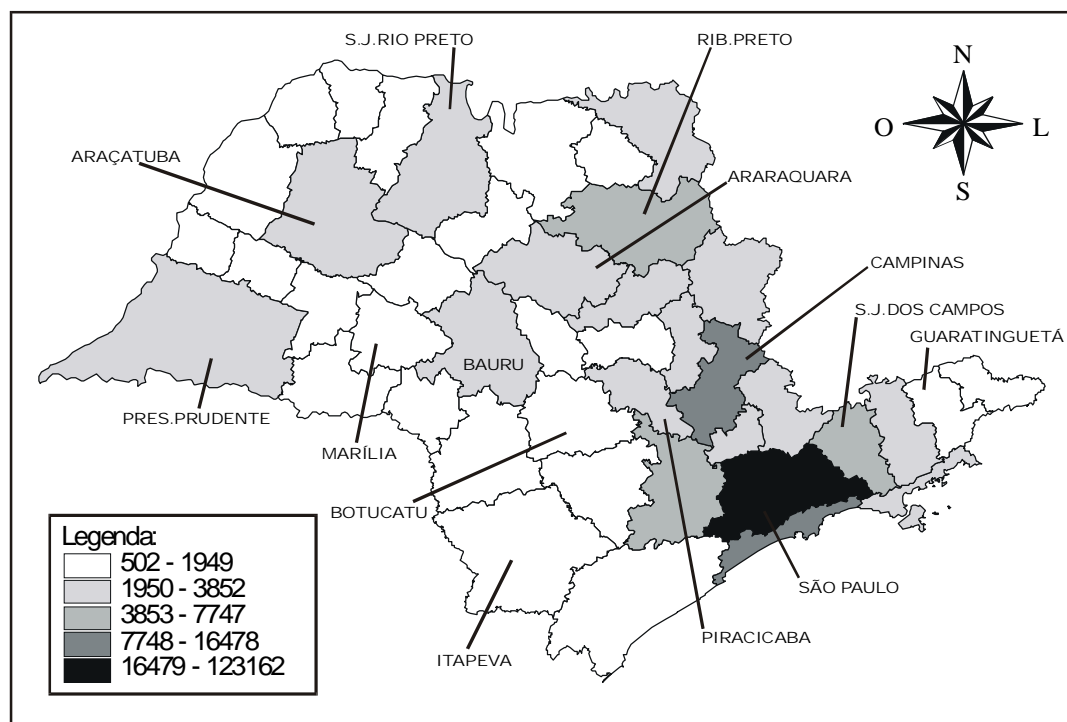 S.J.RIO PRETO
RIB.PRETO
N
O
L
S
ARAÇATUBA
ARARAQUARA
CAMPINAS
S.J.DOS CAMPOS
GUARATINGUETÁ
BAURU
PRES.PRUDENTE
MARÍLIA
BOTUCATU
SÃO PAULO
PIRACICABA
ITAPEVA
Legenda:
502 - 1949
1950 - 3852
3853 - 7747
7748 - 16478
16479 - 123162